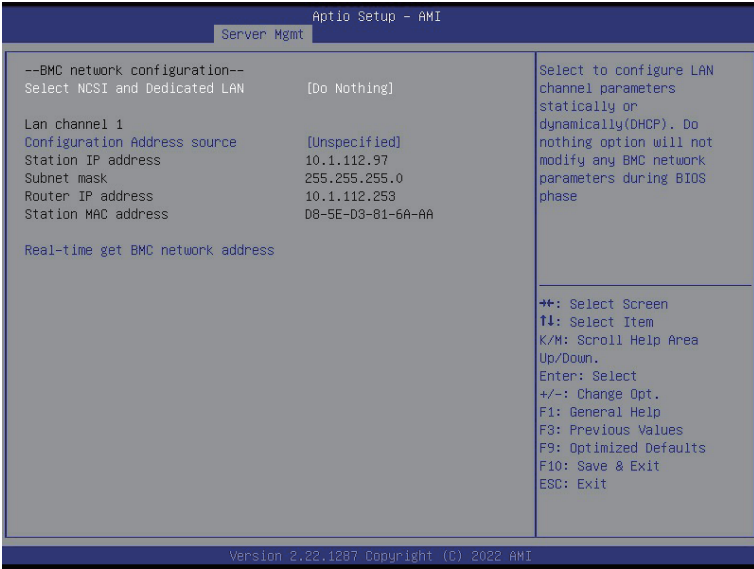 Aptio Setup – AMI
Server Mgmt
--BMC network configuration--
Select NCSI and Dedicated LAN [Do Nothing]
Lan channel 1
Configuration Address source [Unspecified]
Station IP address 10.1.112.97
Subnet mask 255.255.255.0
Router IP address 10.1.112.253
Station MAC address D8-5E-D3-81-6A-AA
Real-time get BMC network address
Select to configure LAN
channel parameters
statically or
dynamically(DHCP). Do
nothing option will not
modify any BMC network
parameters during BIOS
phase
→←: Select Screen
↑↓: Select Item
K/M: Scroll Help Area
Up/Down.
Enter: Select
+/-: Change Opt.
F1: General Help
F3: Previous Values
F9: Optimized Defaults
F10: Save & Exit
ESC: Exit
Version 2.22.1287 Copyright (C) 2022 AMI